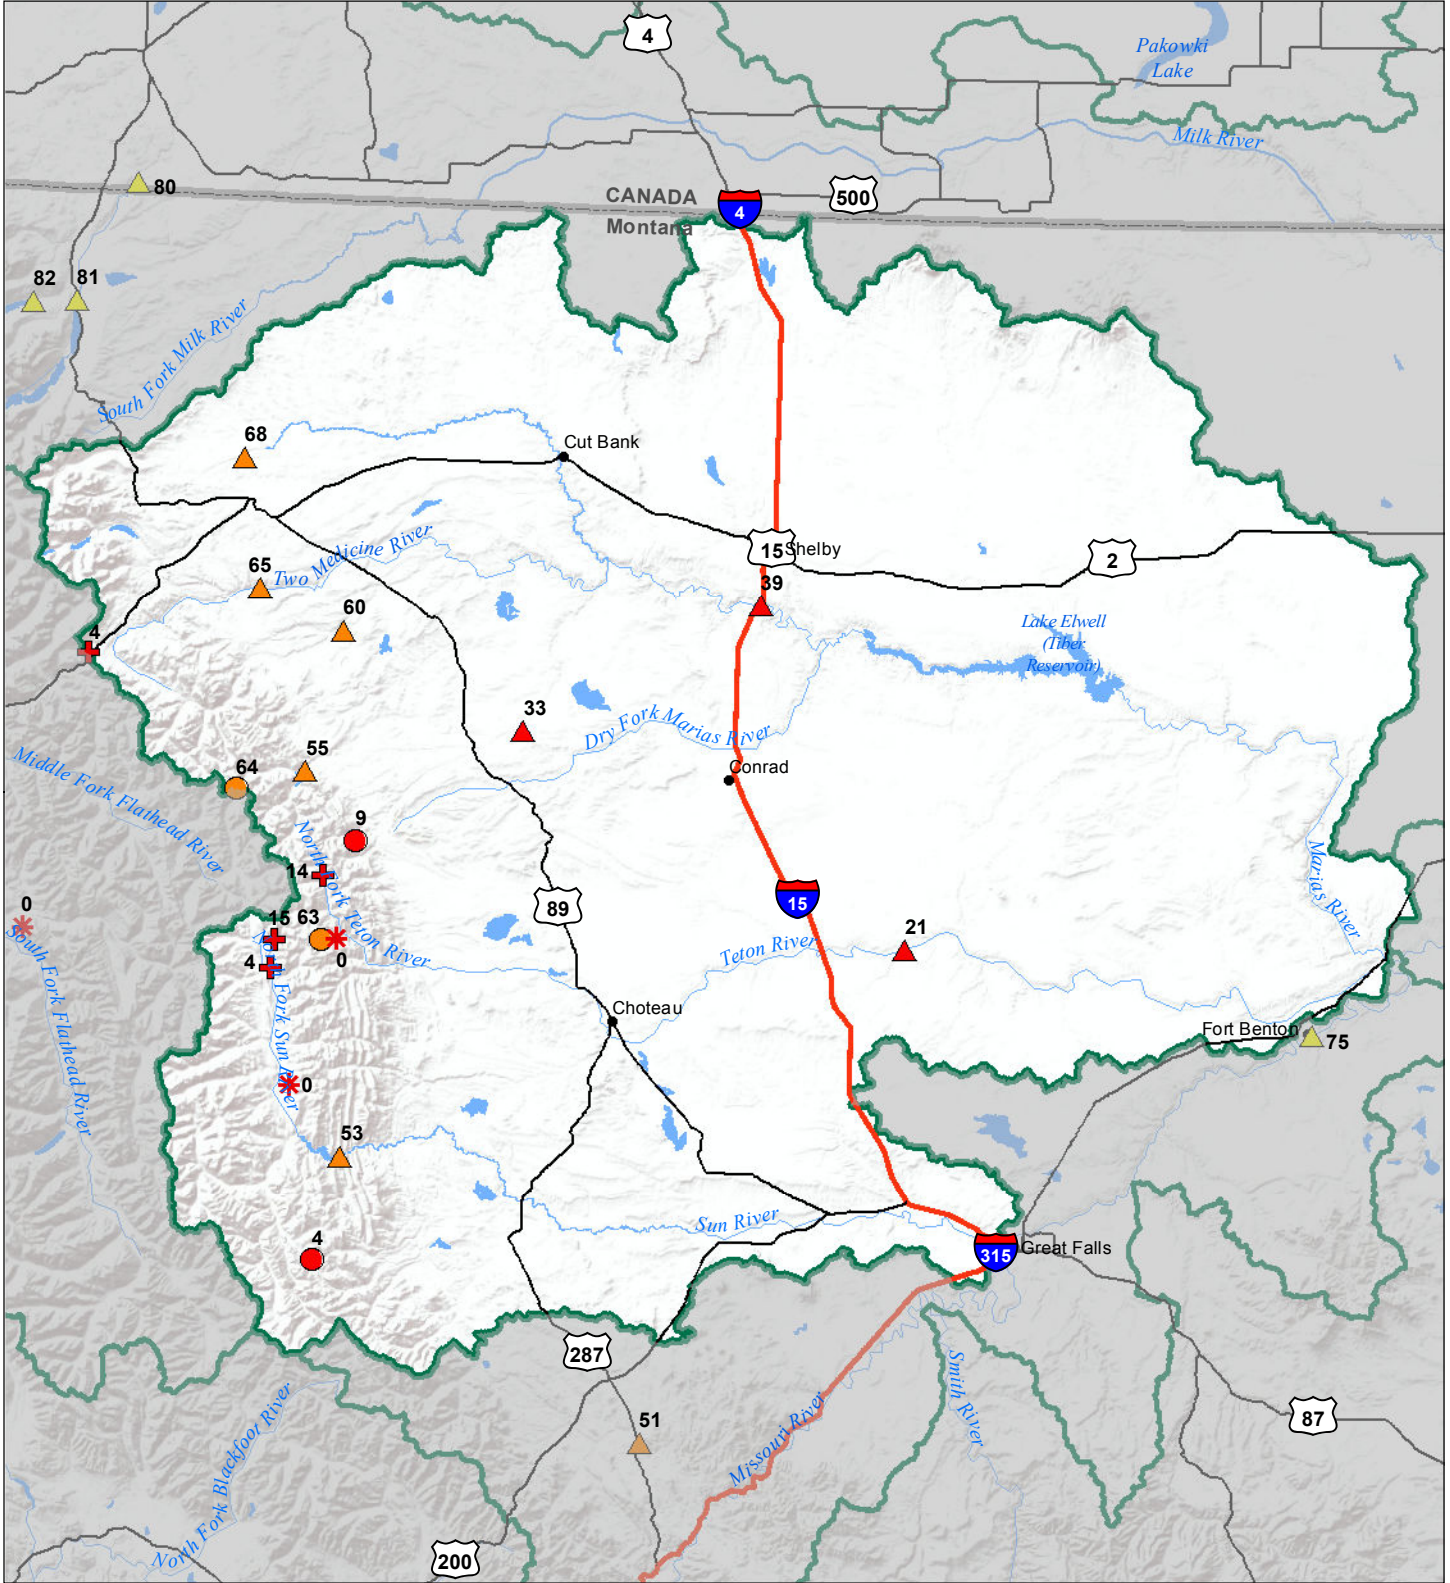 4
Pakowki
Lake
Milk River
80
CANADA
4
500
Montana
82
81
South Fork Milk River
68
Cut Bank
15
Shelby
2
Two Medicine River
65
39
60
4
Lake Elwell
(Tiber
Reservoir)
33
Dry Fork Marias River
55
64
Conrad
Middle Fork Flathead River
9
North Fork Teton River
14
Marias River
15
89
0
15
63
0
21
Teton River
4
South Fork Flathead River
North Fork Sun River
Choteau
Fort Benton
75
0
53
Sun River
4
315
Great Falls
287
Smith River
51
87
Missouri River
North Fork Blackfoot River
200